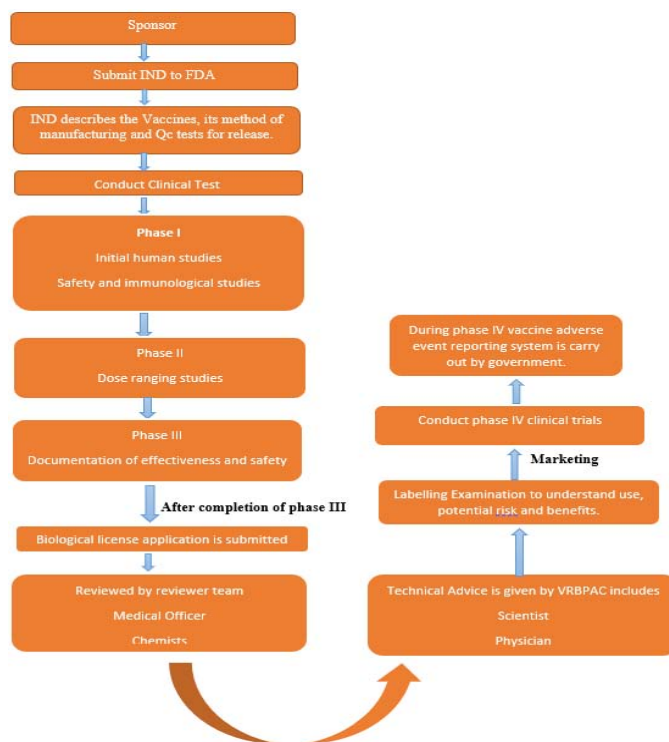 Sponsor
Submit IND to FDA
IND describes the Vaccines, its method of
manufacturing and Qc tests for release.
Conduct Clinical Test
Phase I
Initial human studies
Safety and immunological studies
Phase II
Dose ranging studies
Phase III
Documentation of effectiveness and safety
After completion of phase III
Biological license application is submitted
Reviewed by reviewer team
Medical Officer
Chemists
Technical Advice is given by VRBPAC includes
Scientist
Physician
Labelling Examination to understand use,
potential risk and benefits.
Marketing
Conduct phase IV clinical trials
During phase IV vaccine adverse
event reporting system is carry
out by government.